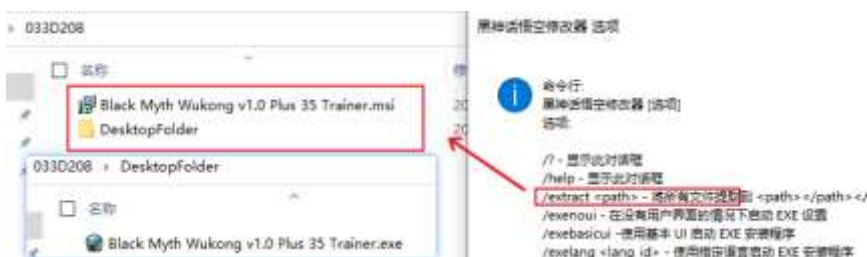 033D208
名称
Black Myth Wukong v1.0 Plus 35 Trainer.msi
DesktopFolder
033D208 › DesktopFolder
名称
Black Myth Wukong v1.0 Plus 35 Trainer.exe
黑神话悟空修改器 选项
命令行:
黑神话悟空修改器 [选项]
选项:
/? - 显示此对话框
/help - 显示此对话框
/extract <path> - 将所有文件提取到 <path></path></
/exenoui - 在没有用户界面的情况下启动 EXE 设置
/exebasicui -使用基本 UI 启动 EXE 安装程序
/exelang <lang_id> - 使用指定语言启动 EXE 安装程序